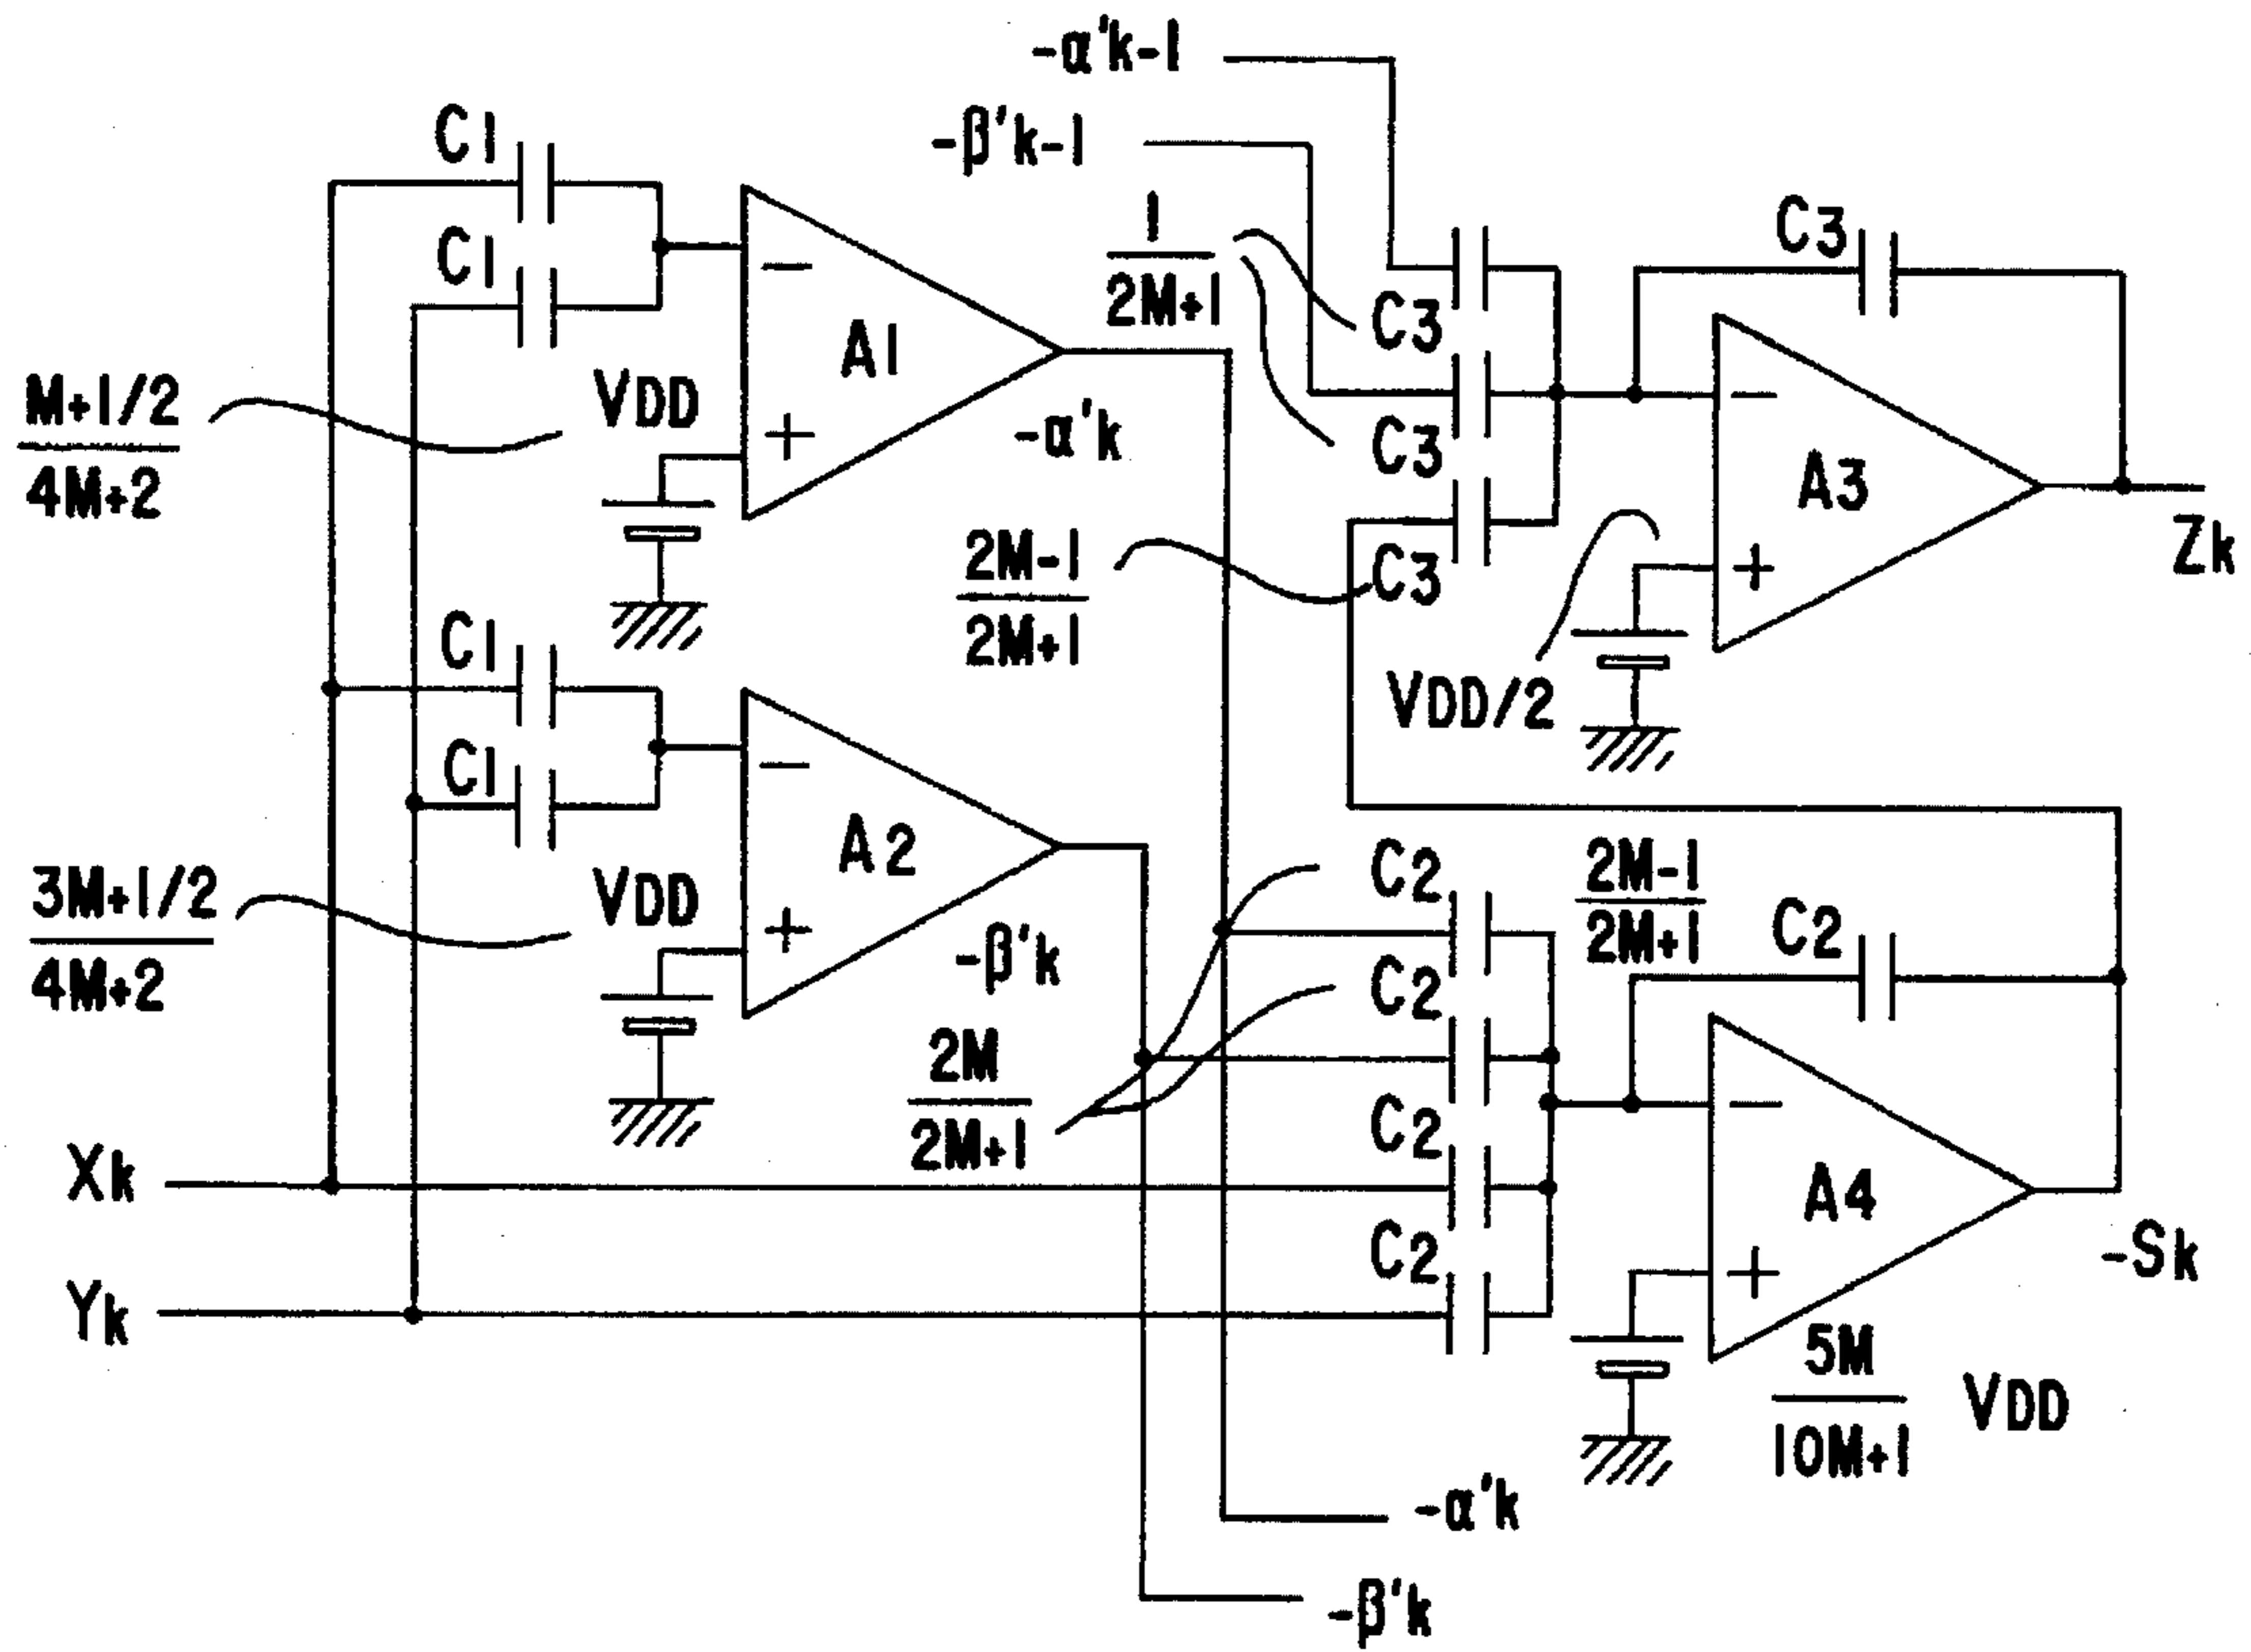 -α'k-1
-β'k-1
C1
C1
1
2M+1
C3
C3
C3
C3
A1
VDD
M+1/2
4M+2
-α'k
A3
Zk
2M-1
2M+1
VDD/2
C1
C1
A2
VDD
3M+1/2
4M+2
-β'k
2M
2M+1
C2
C2
C2
C2
2M-1
2M+1
C2
Xk
Yk
A4
-Sk
5M
10M+1
VDD
-α'k
-β'k
− +
− +
− +
− +